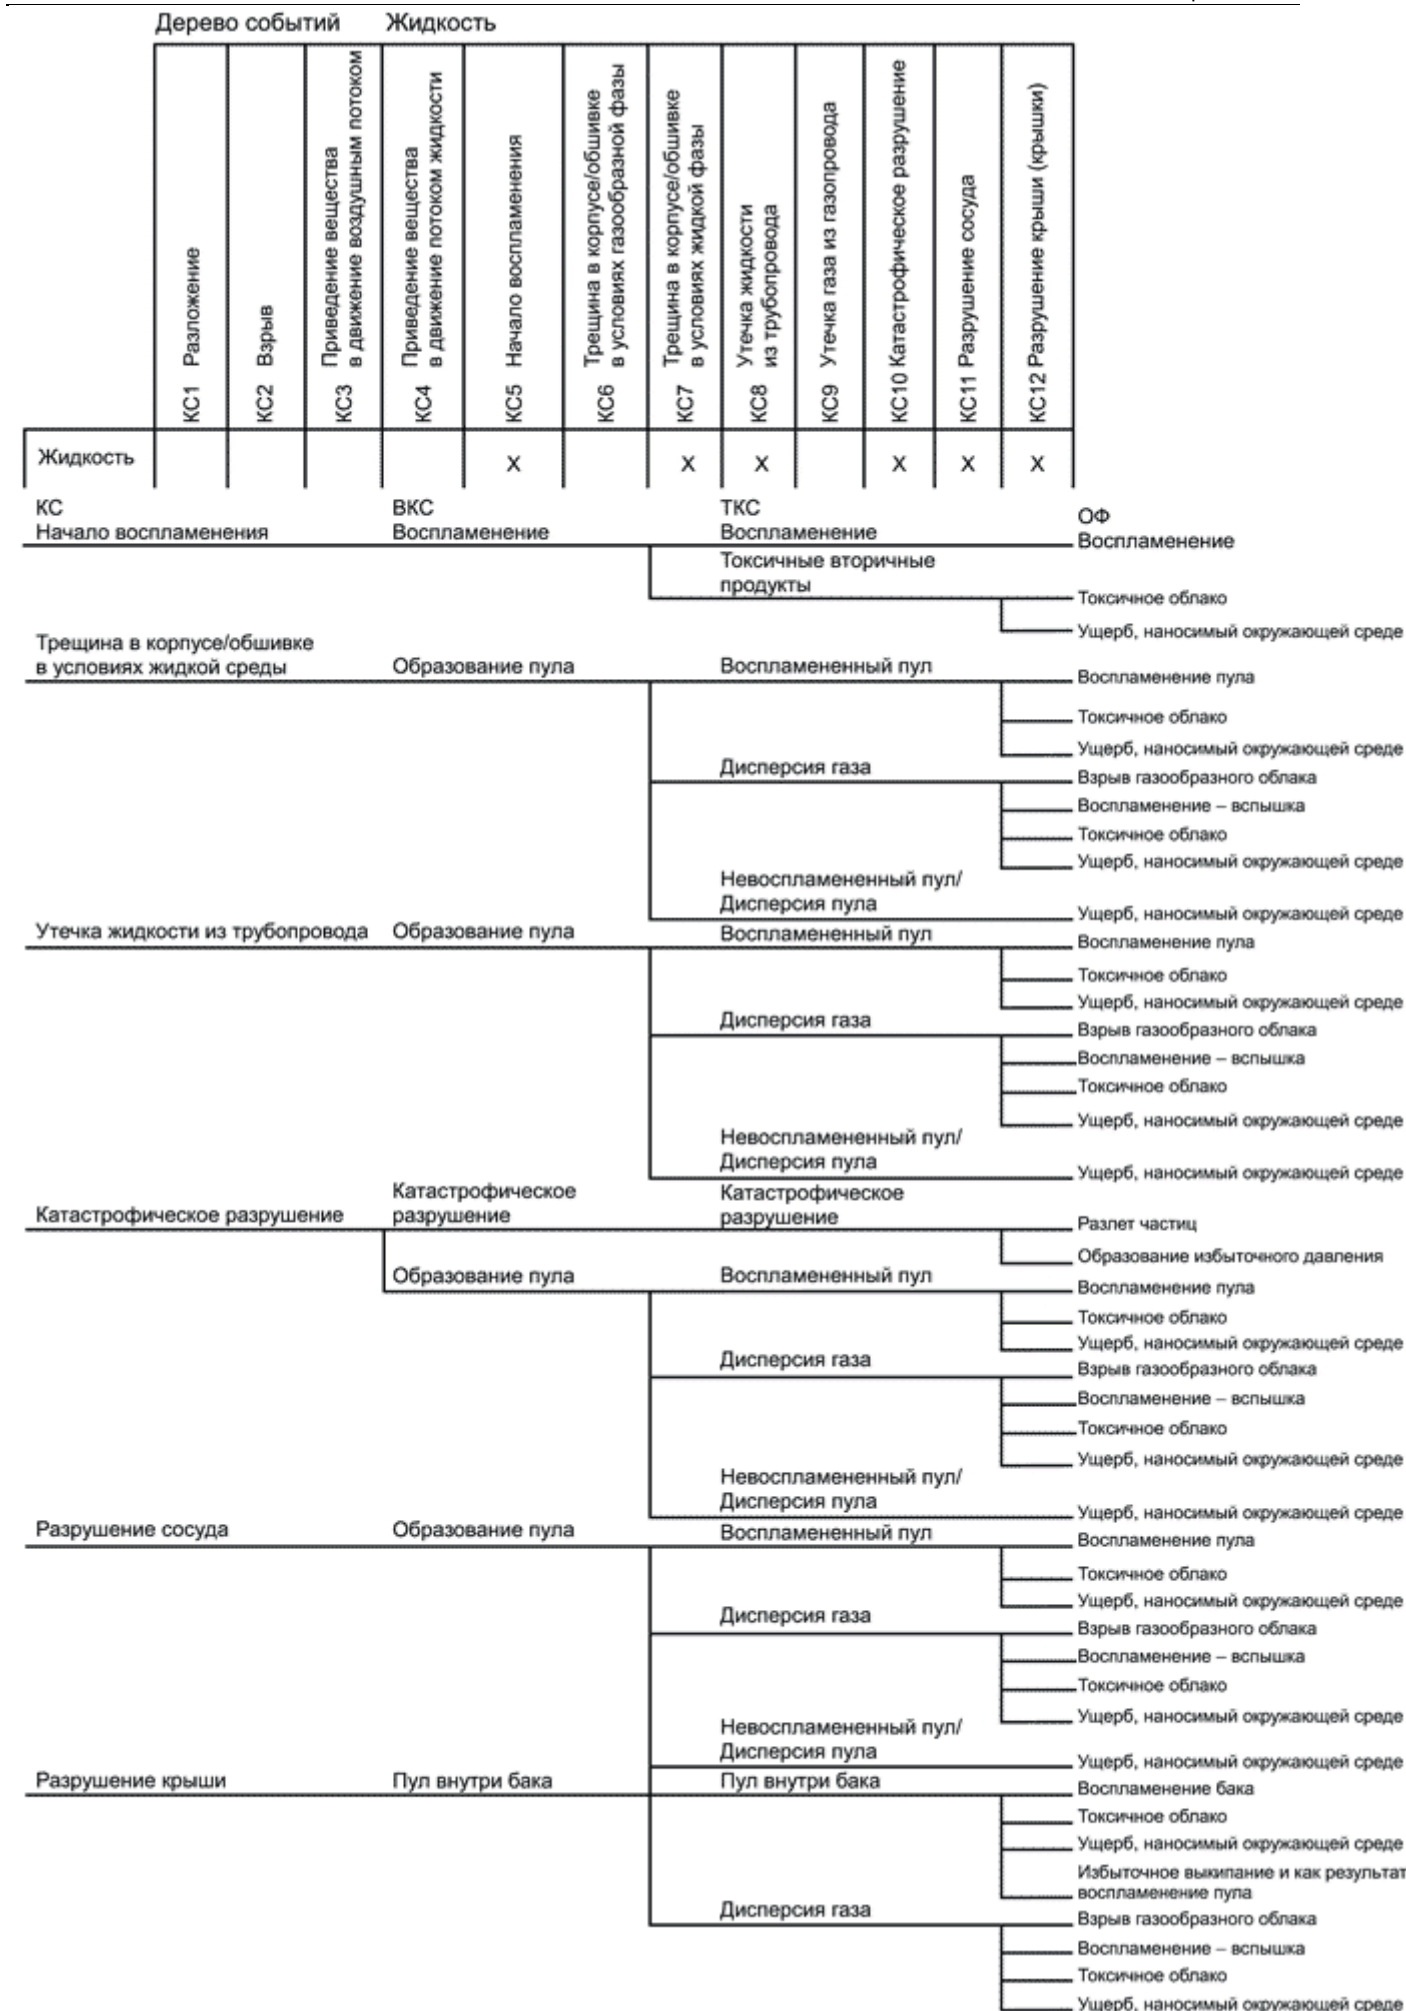 Дерево событий Жидкость
КС1 Разложение
КС2 Взрыв
КС3 Приведение вещества
в движение воздушным потоком
КС4 Приведение вещества
в движение потоком жидкости
КС5 Начало воспламенения
КС6 Трещина в корпусе/обшивке
в условиях газообразной фазы
КС7 Трещина в корпусе/обшивке
в условиях жидкой фазы
КС8 Утечка жидкости
из трубопровода
КС9 Утечка газа из газопровода
КС10 Катастрофическое разрушение
КС11 Разрушение сосуда
КС12 Разрушение крыши (крышки)
Жидкость X X X X X X
КС ВКС ТКС ОФ
Начало воспламенения Воспламенение Воспламенение Воспламенение
Токсичные вторичные
продукты
Токсичное облако
Ущерб, наносимый окружающей среде
Трещина в корпусе/обшивке
в условиях жидкой среды Образование пула Воспламененный пул Воспламенение пула
Токсичное облако
Ущерб, наносимый окружающей среде
Дисперсия газа Взрыв газообразного облака
Воспламенение – вспышка
Токсичное облако
Ущерб, наносимый окружающей среде
Невоспламененный пул/
Дисперсия пула Ущерб, наносимый окружающей среде
Утечка жидкости из трубопровода Образование пула Воспламененный пул Воспламенение пула
Токсичное облако
Ущерб, наносимый окружающей среде
Дисперсия газа Взрыв газообразного облака
Воспламенение – вспышка
Токсичное облако
Ущерб, наносимый окружающей среде
Невоспламененный пул/
Дисперсия пула Ущерб, наносимый окружающей среде
Катастрофическое Катастрофическое
Катастрофическое разрушение разрушение разрушение Разлет частиц
Образование избыточного давления
Образование пула Воспламененный пул Воспламенение пула
Токсичное облако
Ущерб, наносимый окружающей среде
Дисперсия газа Взрыв газообразного облака
Воспламенение – вспышка
Токсичное облако
Ущерб, наносимый окружающей среде
Невоспламененный пул/
Дисперсия пула Ущерб, наносимый окружающей среде
Разрушение сосуда Образование пула Воспламененный пул Воспламенение пула
Токсичное облако
Ущерб, наносимый окружающей среде
Дисперсия газа Взрыв газообразного облака
Воспламенение – вспышка
Токсичное облако
Ущерб, наносимый окружающей среде
Невоспламененный пул/
Дисперсия пула Ущерб, наносимый окружающей среде
Разрушение крыши Пул внутри бака Пул внутри бака Воспламенение бака
Токсичное облако
Ущерб, наносимый окружающей среде
Избыточное выкипание и как результат
воспламенение пула
Дисперсия газа Взрыв газообразного облака
Воспламенение – вспышка
Токсичное облако
Ущерб, наносимый окружающей среде